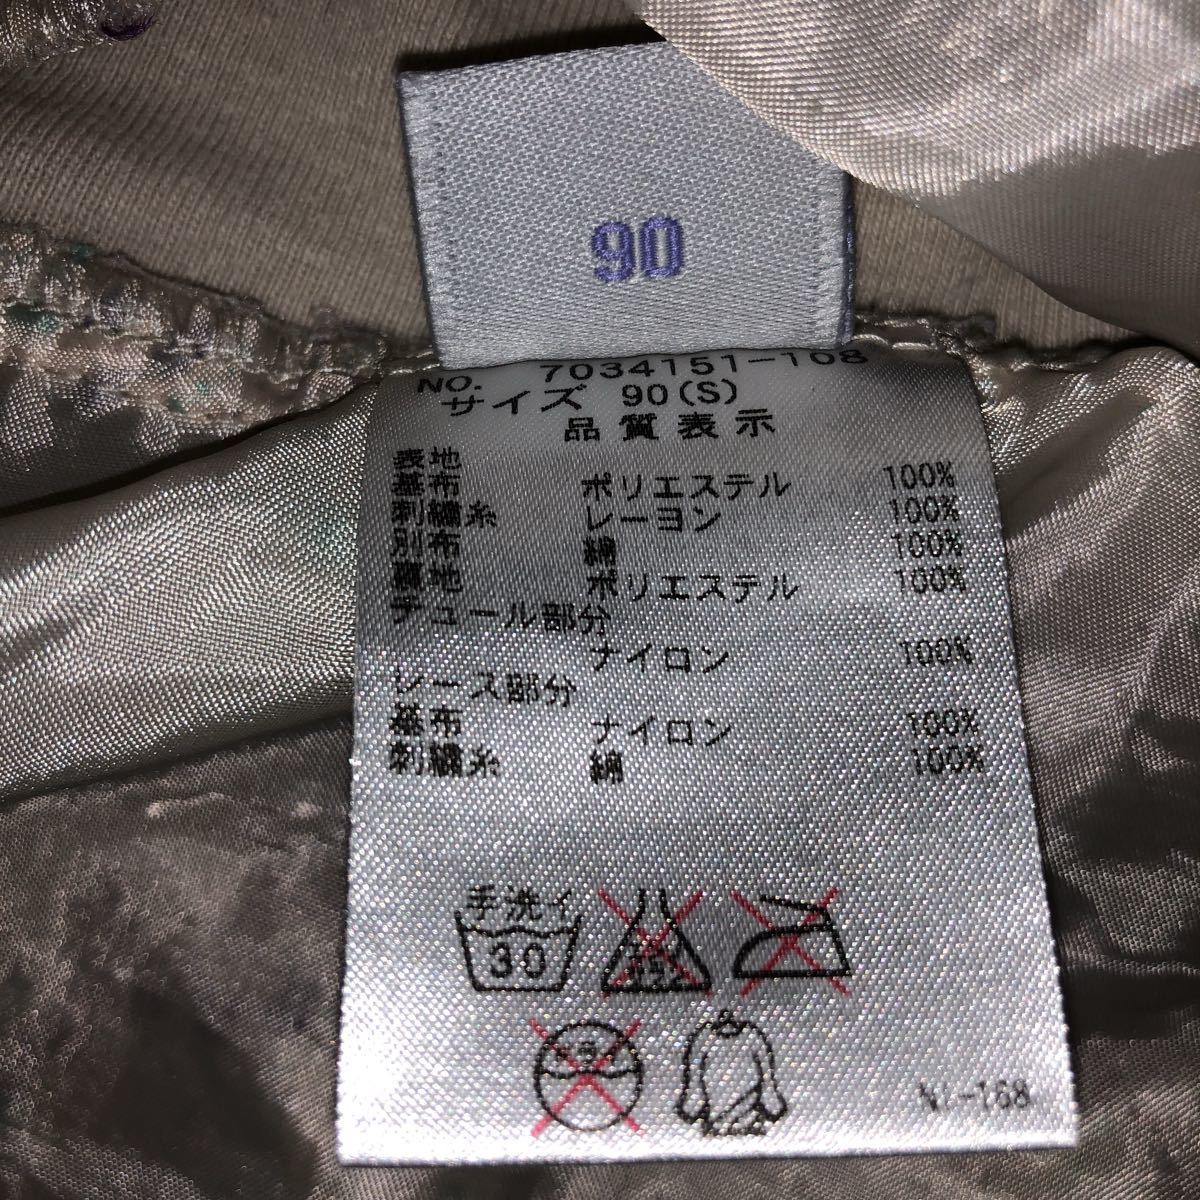 90
NO. 7034151-108
サイズ 90(S)
品質表示
表地
基布 ポリエステル 100%
刺繍糸 レーヨン 100%
別布 綿 100%
裏地 ポリエステル 100%
チュール部分
ナイロン 100%
レース部分
基布 ナイロン 100%
刺繍糸 綿 100%
手洗イ
30